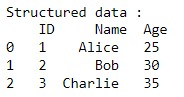 Structured data :
   ID     Name  Age
0   1    Alice   25
1   2      Bob   30
2   3  Charlie   35